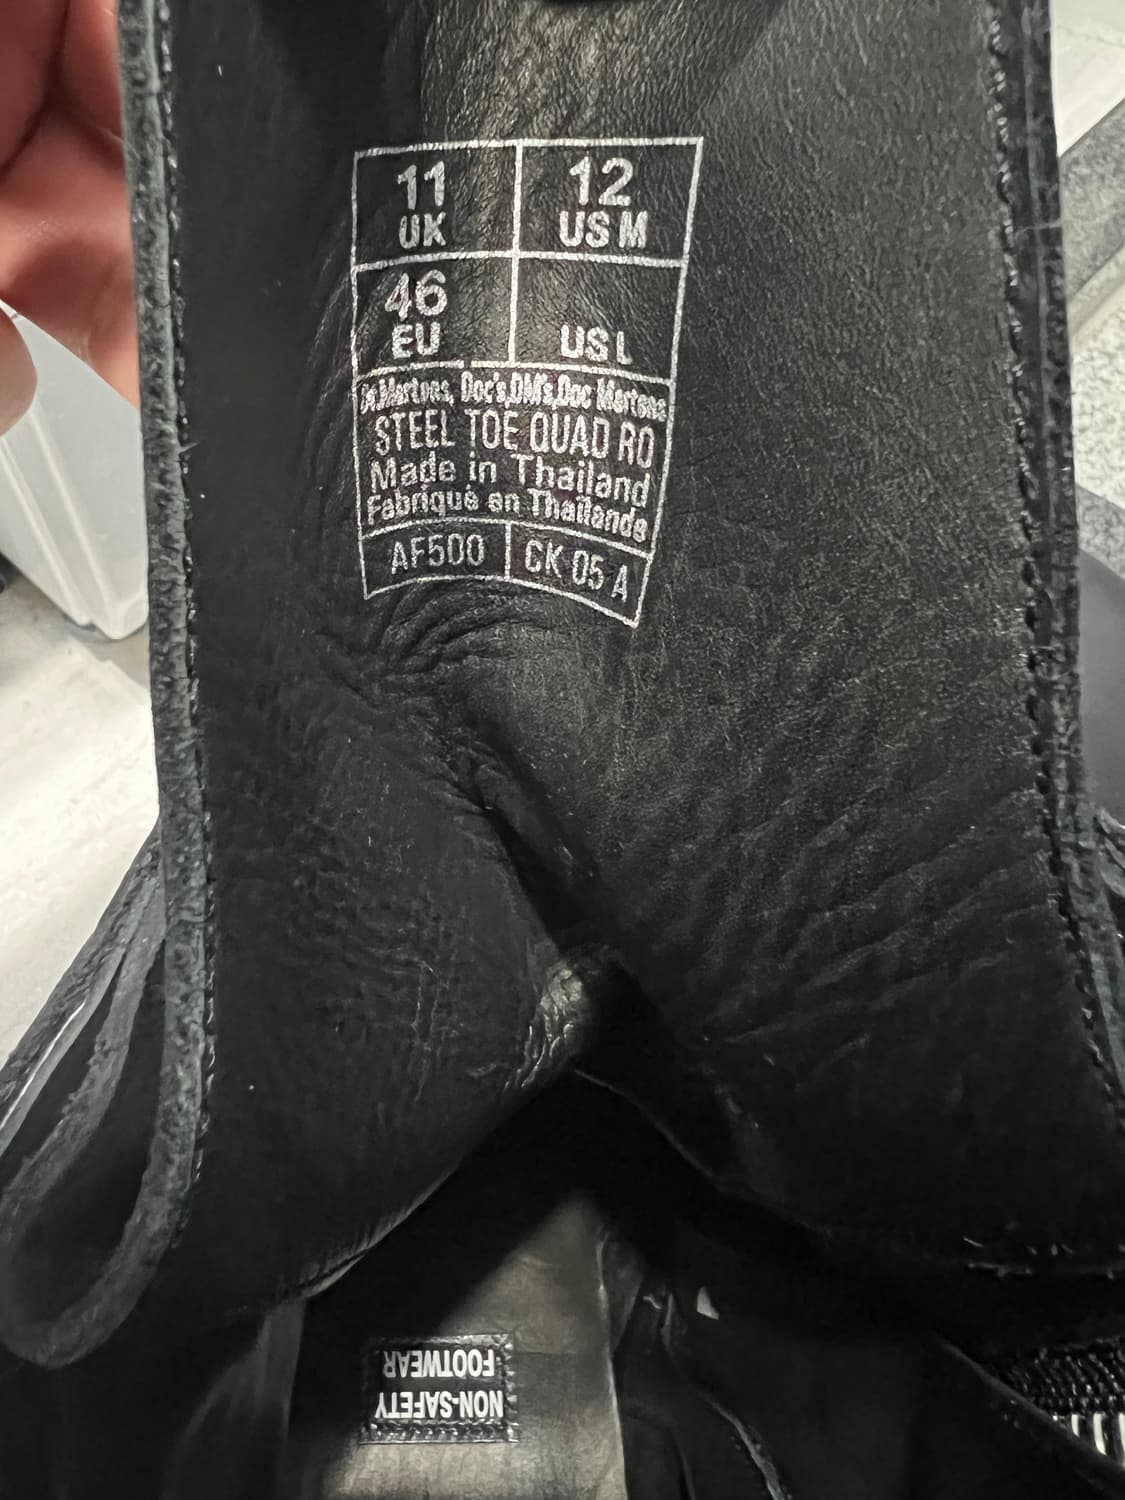 11
UK
12
US M
46
EU
US L
Dr.Martens, Doc's,DM's,Doc Martens
STEEL TOE QUAD RO
Made in Thailand
Fabriqué en Thaïlande
AF500
CK 05 A
NON-SAFETY
FOOTWEAR